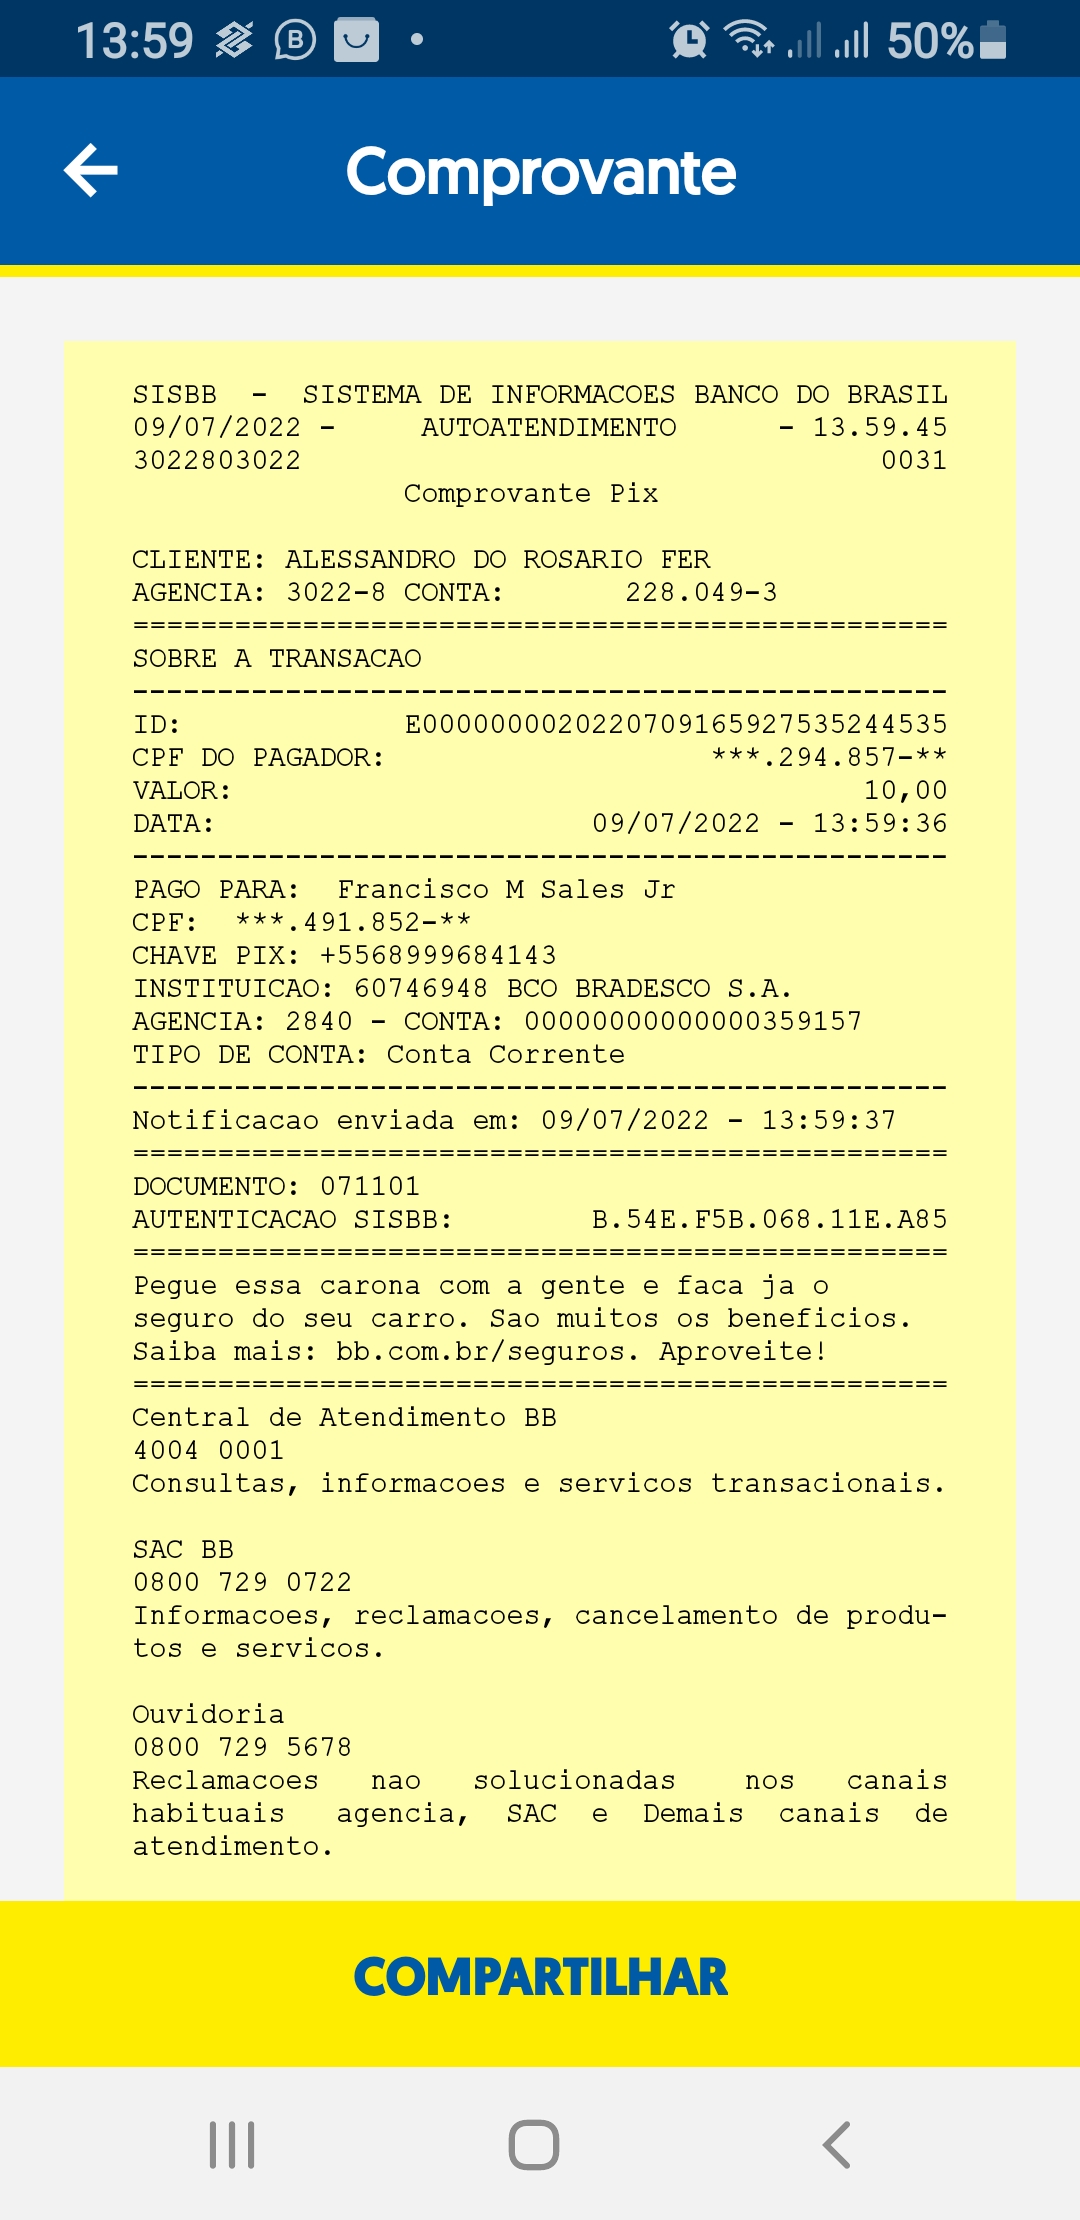 13:59 B 50%
Comprovante
SISBB - SISTEMA DE INFORMACOES BANCO DO BRASIL
09/07/2022 - AUTOATENDIMENTO - 13.59.45
3022803022 0031
Comprovante Pix
CLIENTE: ALESSANDRO DO ROSARIO FER
AGENCIA: 3022-8 CONTA: 228.049-3
================================================
SOBRE A TRANSACAO
------------------------------------------------
ID: E0000000020220709165927535244535
CPF DO PAGADOR: ***.294.857-**
VALOR: 10,00
DATA: 09/07/2022 - 13:59:36
------------------------------------------------
PAGO PARA: Francisco M Sales Jr
CPF: ***.491.852-**
CHAVE PIX: +5568999684143
INSTITUICAO: 60746948 BCO BRADESCO S.A.
AGENCIA: 2840 - CONTA: 00000000000000359157
TIPO DE CONTA: Conta Corrente
------------------------------------------------
Notificacao enviada em: 09/07/2022 - 13:59:37
================================================
DOCUMENTO: 071101
AUTENTICACAO SISBB: B.54E.F5B.068.11E.A85
================================================
Pegue essa carona com a gente e faca ja o
seguro do seu carro. Sao muitos os beneficios.
Saiba mais: bb.com.br/seguros. Aproveite!
================================================
Central de Atendimento BB
4004 0001
Consultas, informacoes e servicos transacionais.
SAC BB
0800 729 0722
Informacoes, reclamacoes, cancelamento de produ-
tos e servicos.
Ouvidoria
0800 729 5678
Reclamacoes nao solucionadas nos canais
habituais agencia, SAC e Demais canais de
atendimento.
COMPARTILHAR